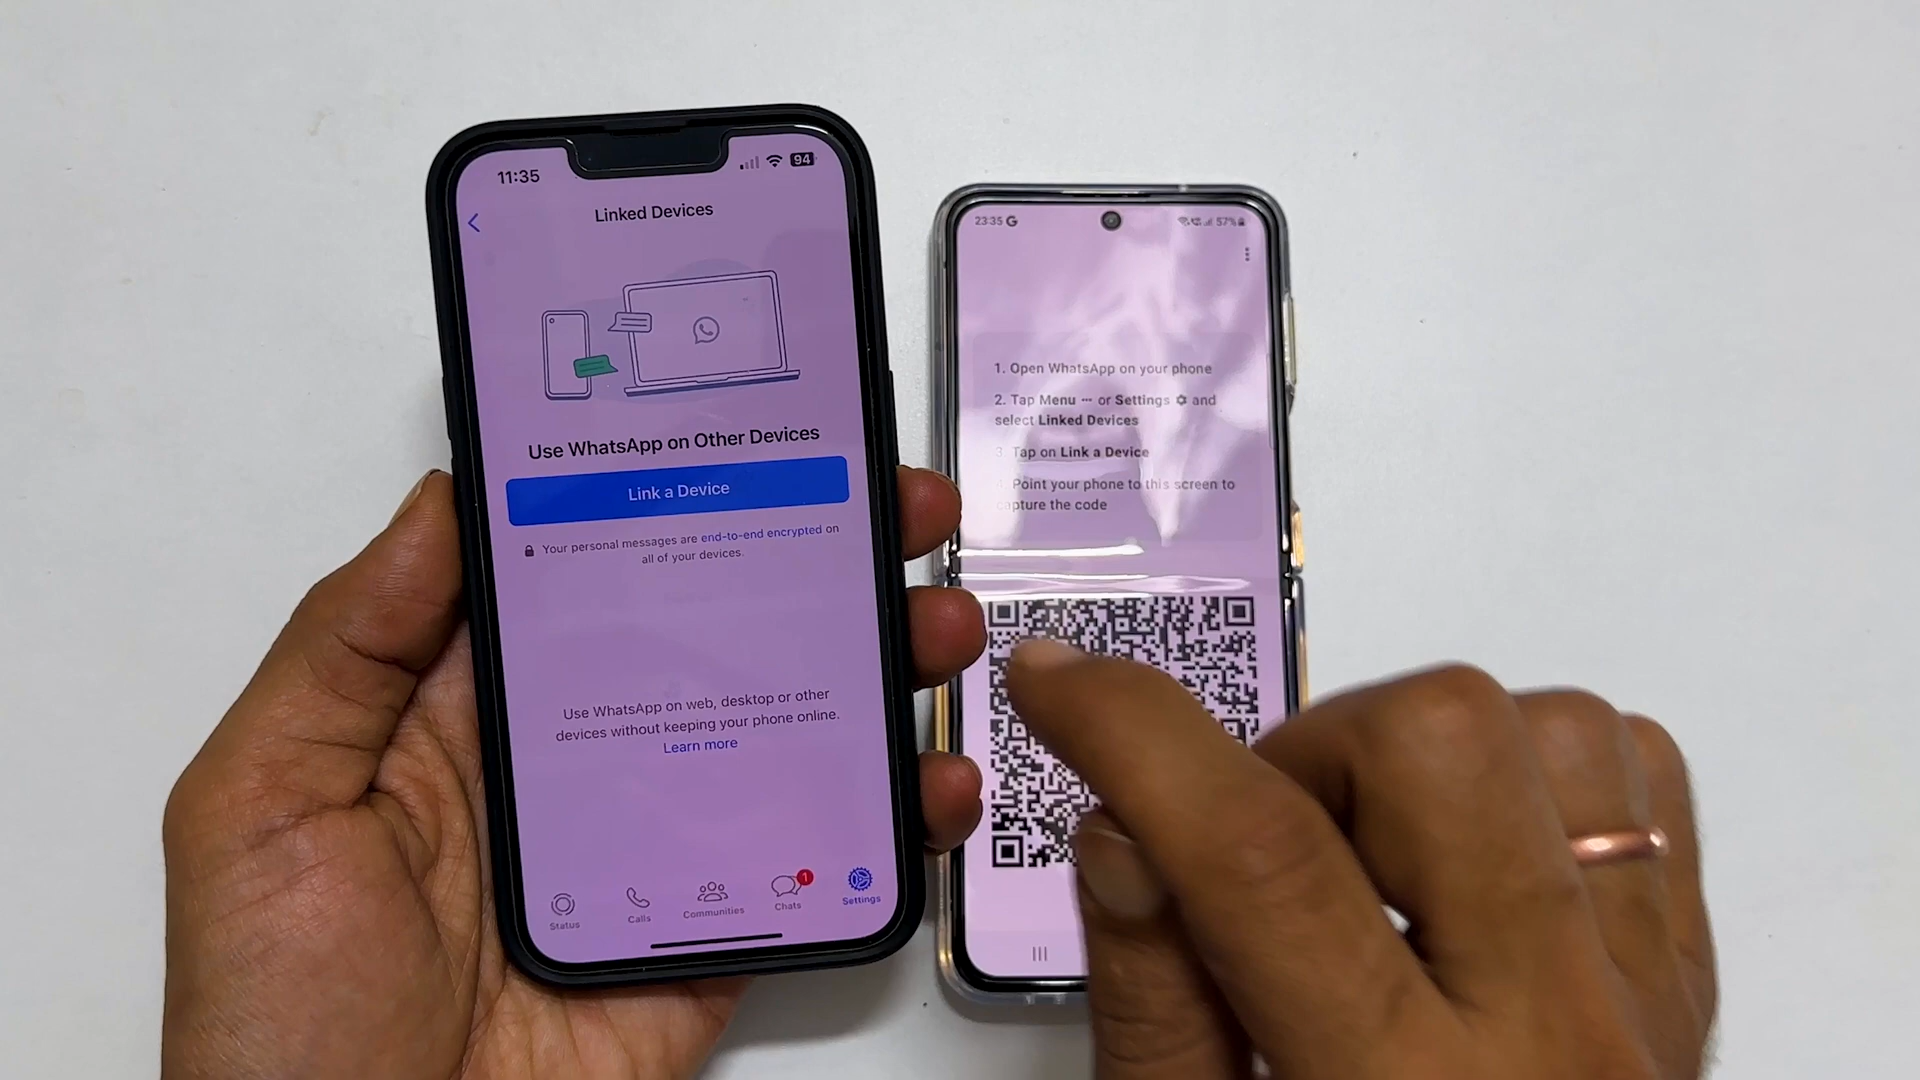 11:35
94
Linked Devices
Use WhatsApp on Other Devices
Link a Device
Your personal messages are end-to-end encrypted on
all of your devices.
Use WhatsApp on web, desktop or other
devices without keeping your phone online.
Learn more
Status
Calls
Communities
Chats
1
Settings
23:35 G
57%
1. Open WhatsApp on your phone
2. Tap Menu ··· or Settings and
select Linked Devices
3. Tap on Link a Device
Point your phone to this screen to
capture the code